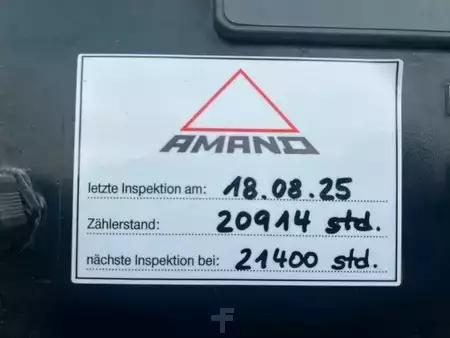 AMAND
letzte Inspektion am: 18.08.25
Zählerstand: 20914 std.
nächste Inspektion bei: 21400 std.